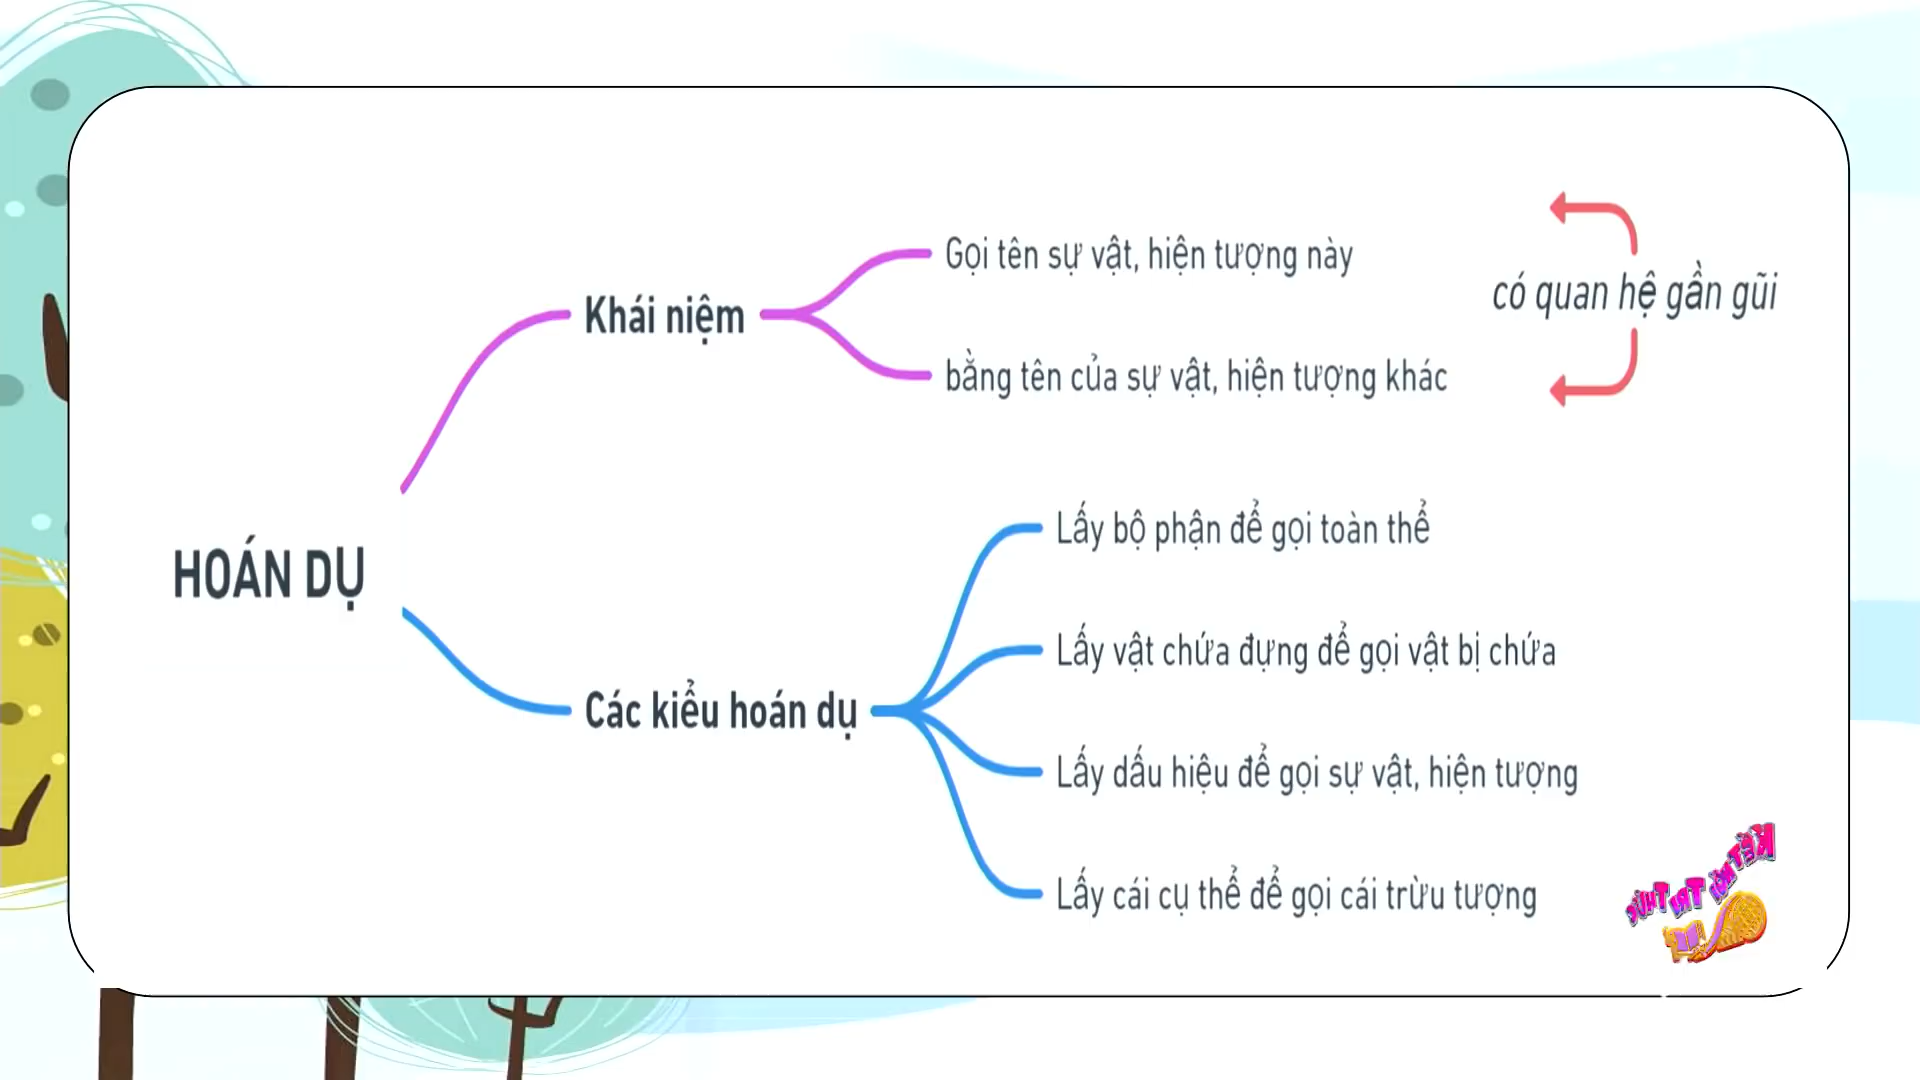 Gọi tên sự vật, hiện tượng này
có quan hệ gần gũi
Khái niệm
bằng tên của sự vật, hiện tượng khác
HOÁN DỤ
Lấy bộ phận để gọi toàn thể
Lấy vật chứa đựng để gọi vật bị chứa
Các kiểu hoán dụ
Lấy dấu hiệu để gọi sự vật, hiện tượng
Lấy cái cụ thể để gọi cái trừu tượng